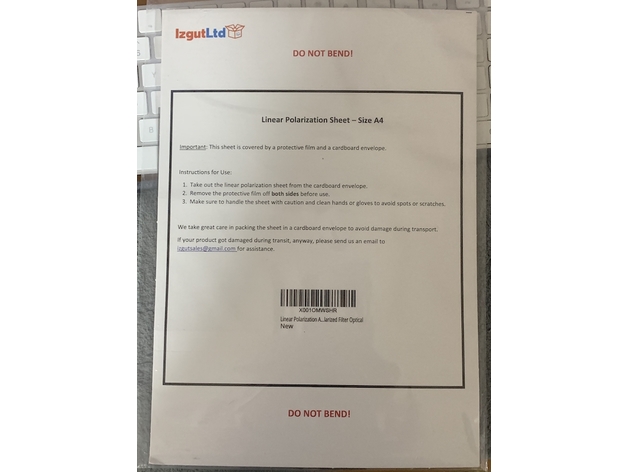 IzgutLtd
DO NOT BEND!
Linear Polarization Sheet – Size A4
Important: This sheet is covered by a protective film and a cardboard envelope.
Instructions for Use:
1. Take out the linear polarization sheet from the cardboard envelope.
2. Remove the protective film off both sides before use.
3. Make sure to handle the sheet with caution and clean hands or gloves to avoid spots or scratches.
We take great care in packing the sheet in a cardboard envelope to avoid damage during transport.
If your product got damaged during transit, anyway, please send us an email to
izgutsales@gmail.com for assistance.
X001OMW6HR
Linear Polarization A...larized Filter Optical
New
DO NOT BEND!